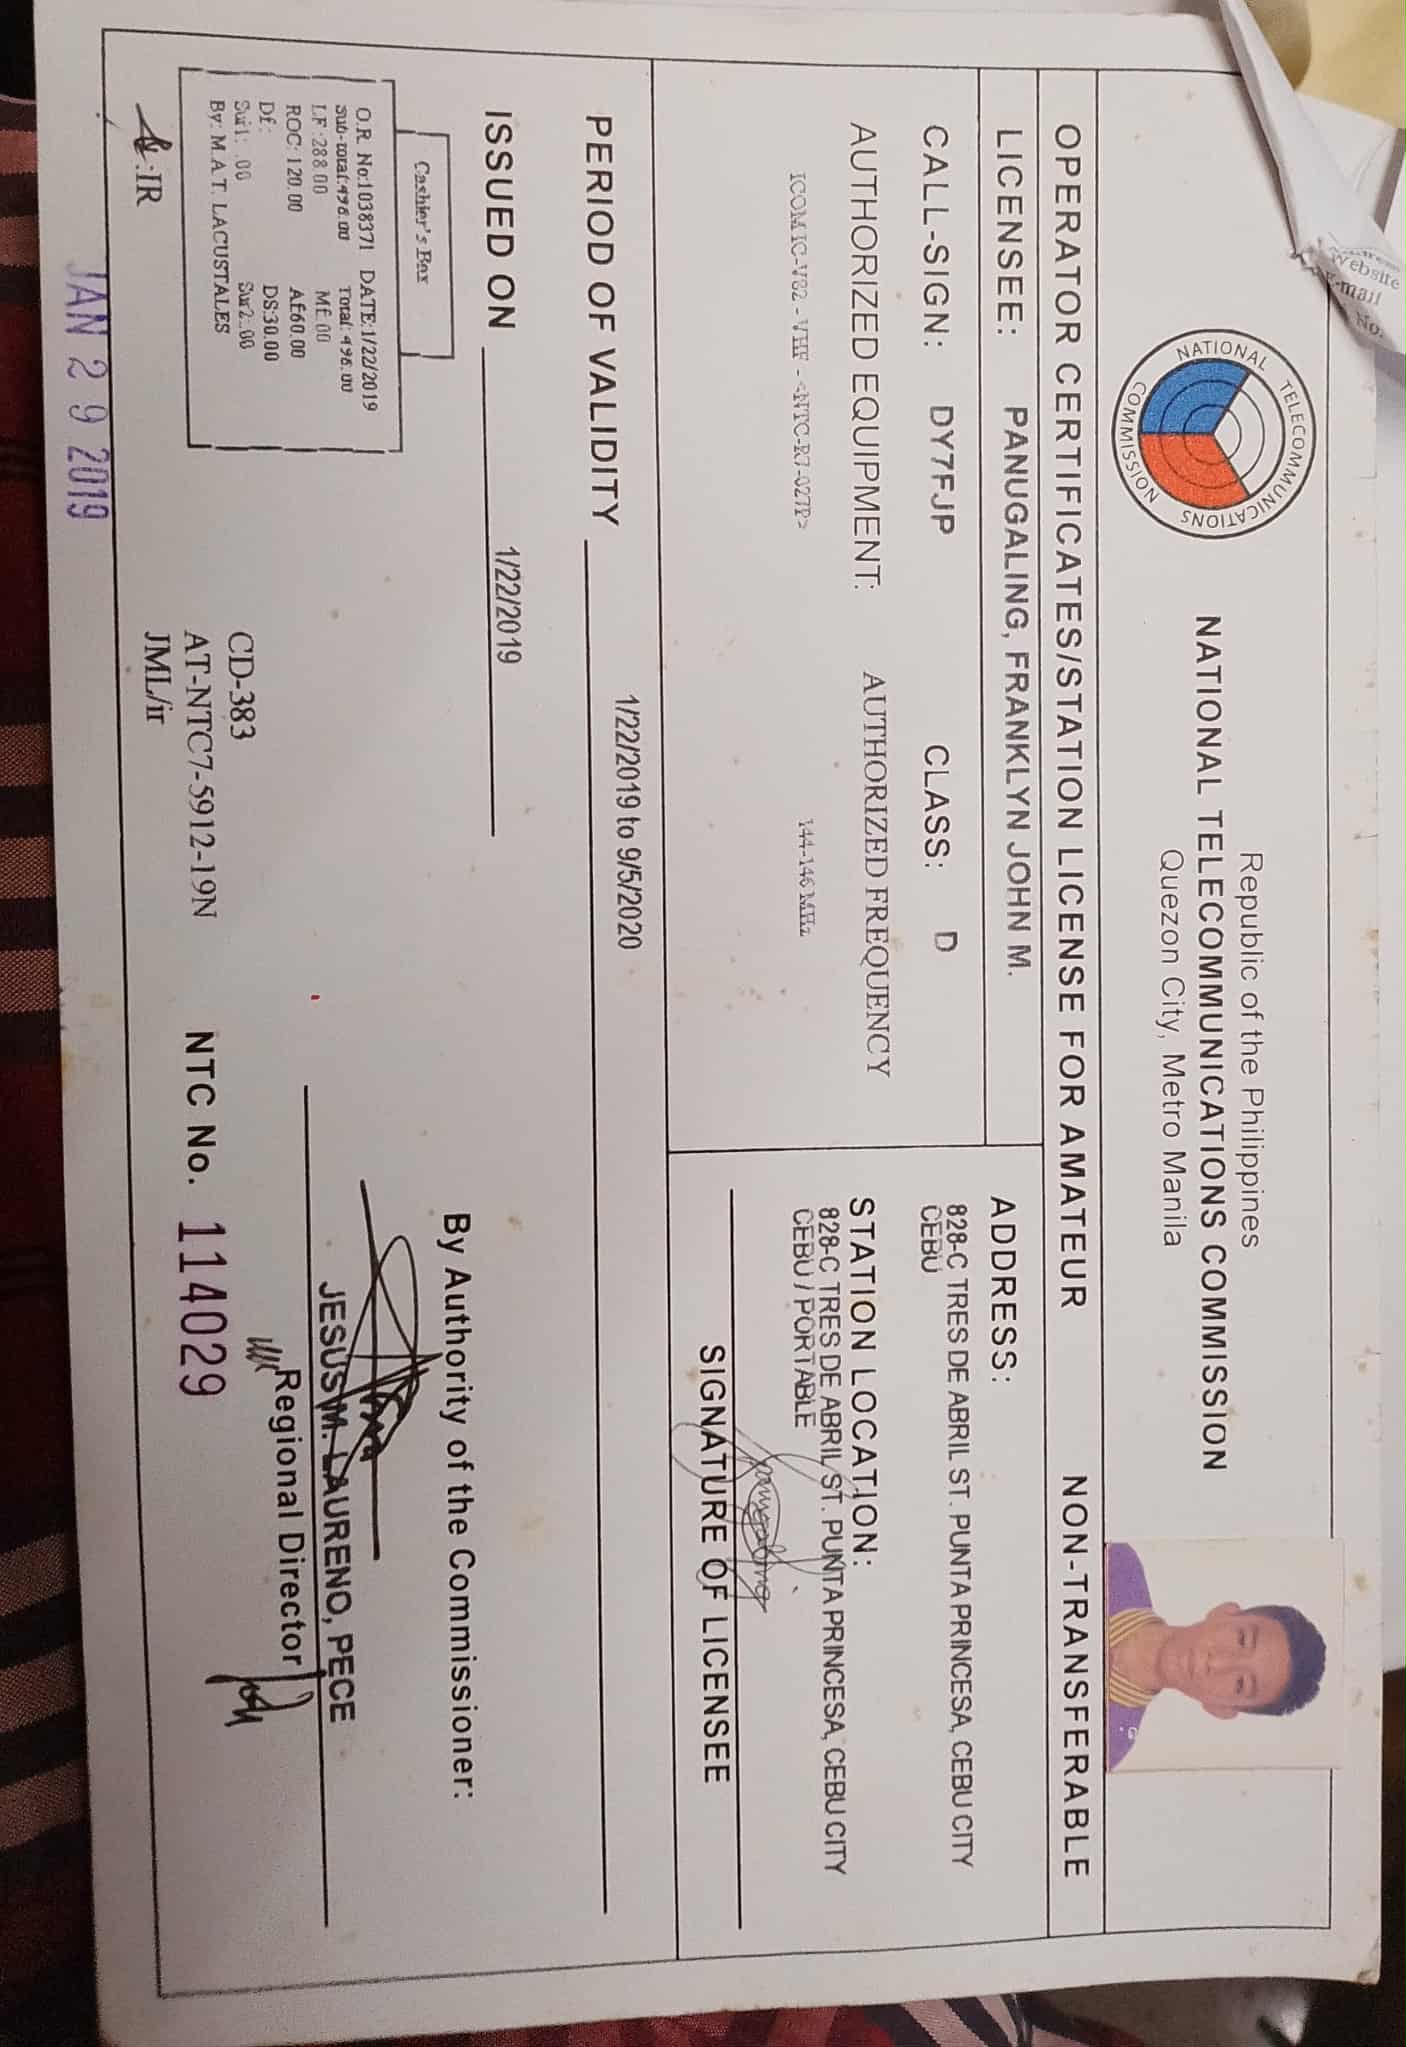 Republic of the Philippines
NATIONAL TELECOMMUNICATIONS COMMISSION
Quezon City, Metro Manila
NATIONAL TELECOMMUNICATIONS COMMISSION
OPERATOR CERTIFICATES/STATION LICENSE FOR AMATEUR NON-TRANSFERABLE
LICENSEE: PANUGALING, FRANKLYN JOHN M.
CALL-SIGN: DY7FJP CLASS: D
AUTHORIZED EQUIPMENT: AUTHORIZED FREQUENCY
ICOM IC-V82 - VHF - <NTC-R7-027P> 144-146 MHz
ADDRESS:
828-C TRES DE ABRIL ST. PUNTA PRINCESA, CEBU CITY
CEBU
STATION LOCATION:
828-C TRES DE ABRIL ST. PUNTA PRINCESA, CEBU CITY
CEBU / PORTABLE
SIGNATURE OF LICENSEE
PERIOD OF VALIDITY 1/22/2019 to 9/5/2020
ISSUED ON 1/22/2019
By Authority of the Commissioner:
JESUS M. LAURENO, PECE
Regional Director
Cashier's Box
O.R. No:1038371 DATE:1/22/2019
Sub-total:498.00 Total: 498.00
LF:288.00 Mf:.00
ROC: 120.00 Af:60.00
Df: DS:30.00
Sur1: .00 Sur2:.00
By: M.A.T. LACUSTALES
:IR
CD-383
AT-NTC7-5912-19N
JML/ir
NTC No. 114029
JAN 29 2019
Website
E-mail
No.